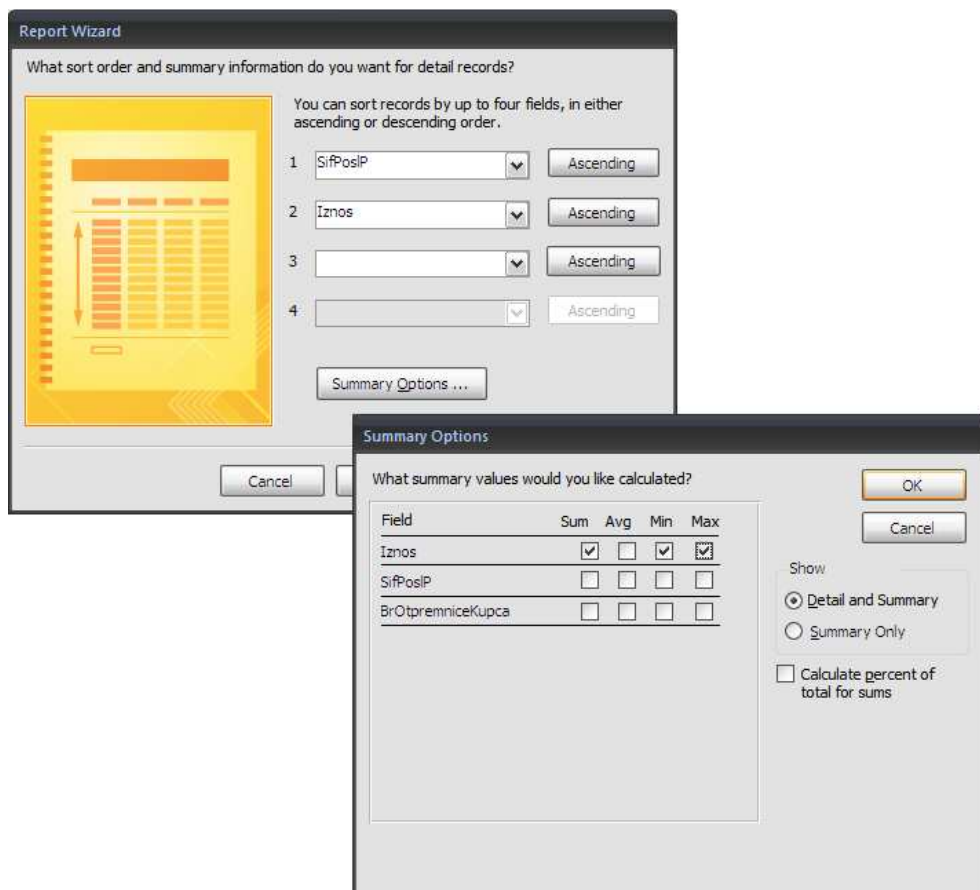 Report Wizard
What sort order and summary information do you want for detail records?
You can sort records by up to four fields, in either
ascending or descending order.
1 SifPoslP Ascending
2 Iznos Ascending
3 Ascending
4 Ascending
Summary Options ...
Cancel
Summary Options
What summary values would you like calculated?
OK
Cancel
Field Sum Avg Min Max
Iznos
SifPoslP
BrOtpremniceKupca
Show
Detail and Summary
Summary Only
Calculate percent of
total for sums